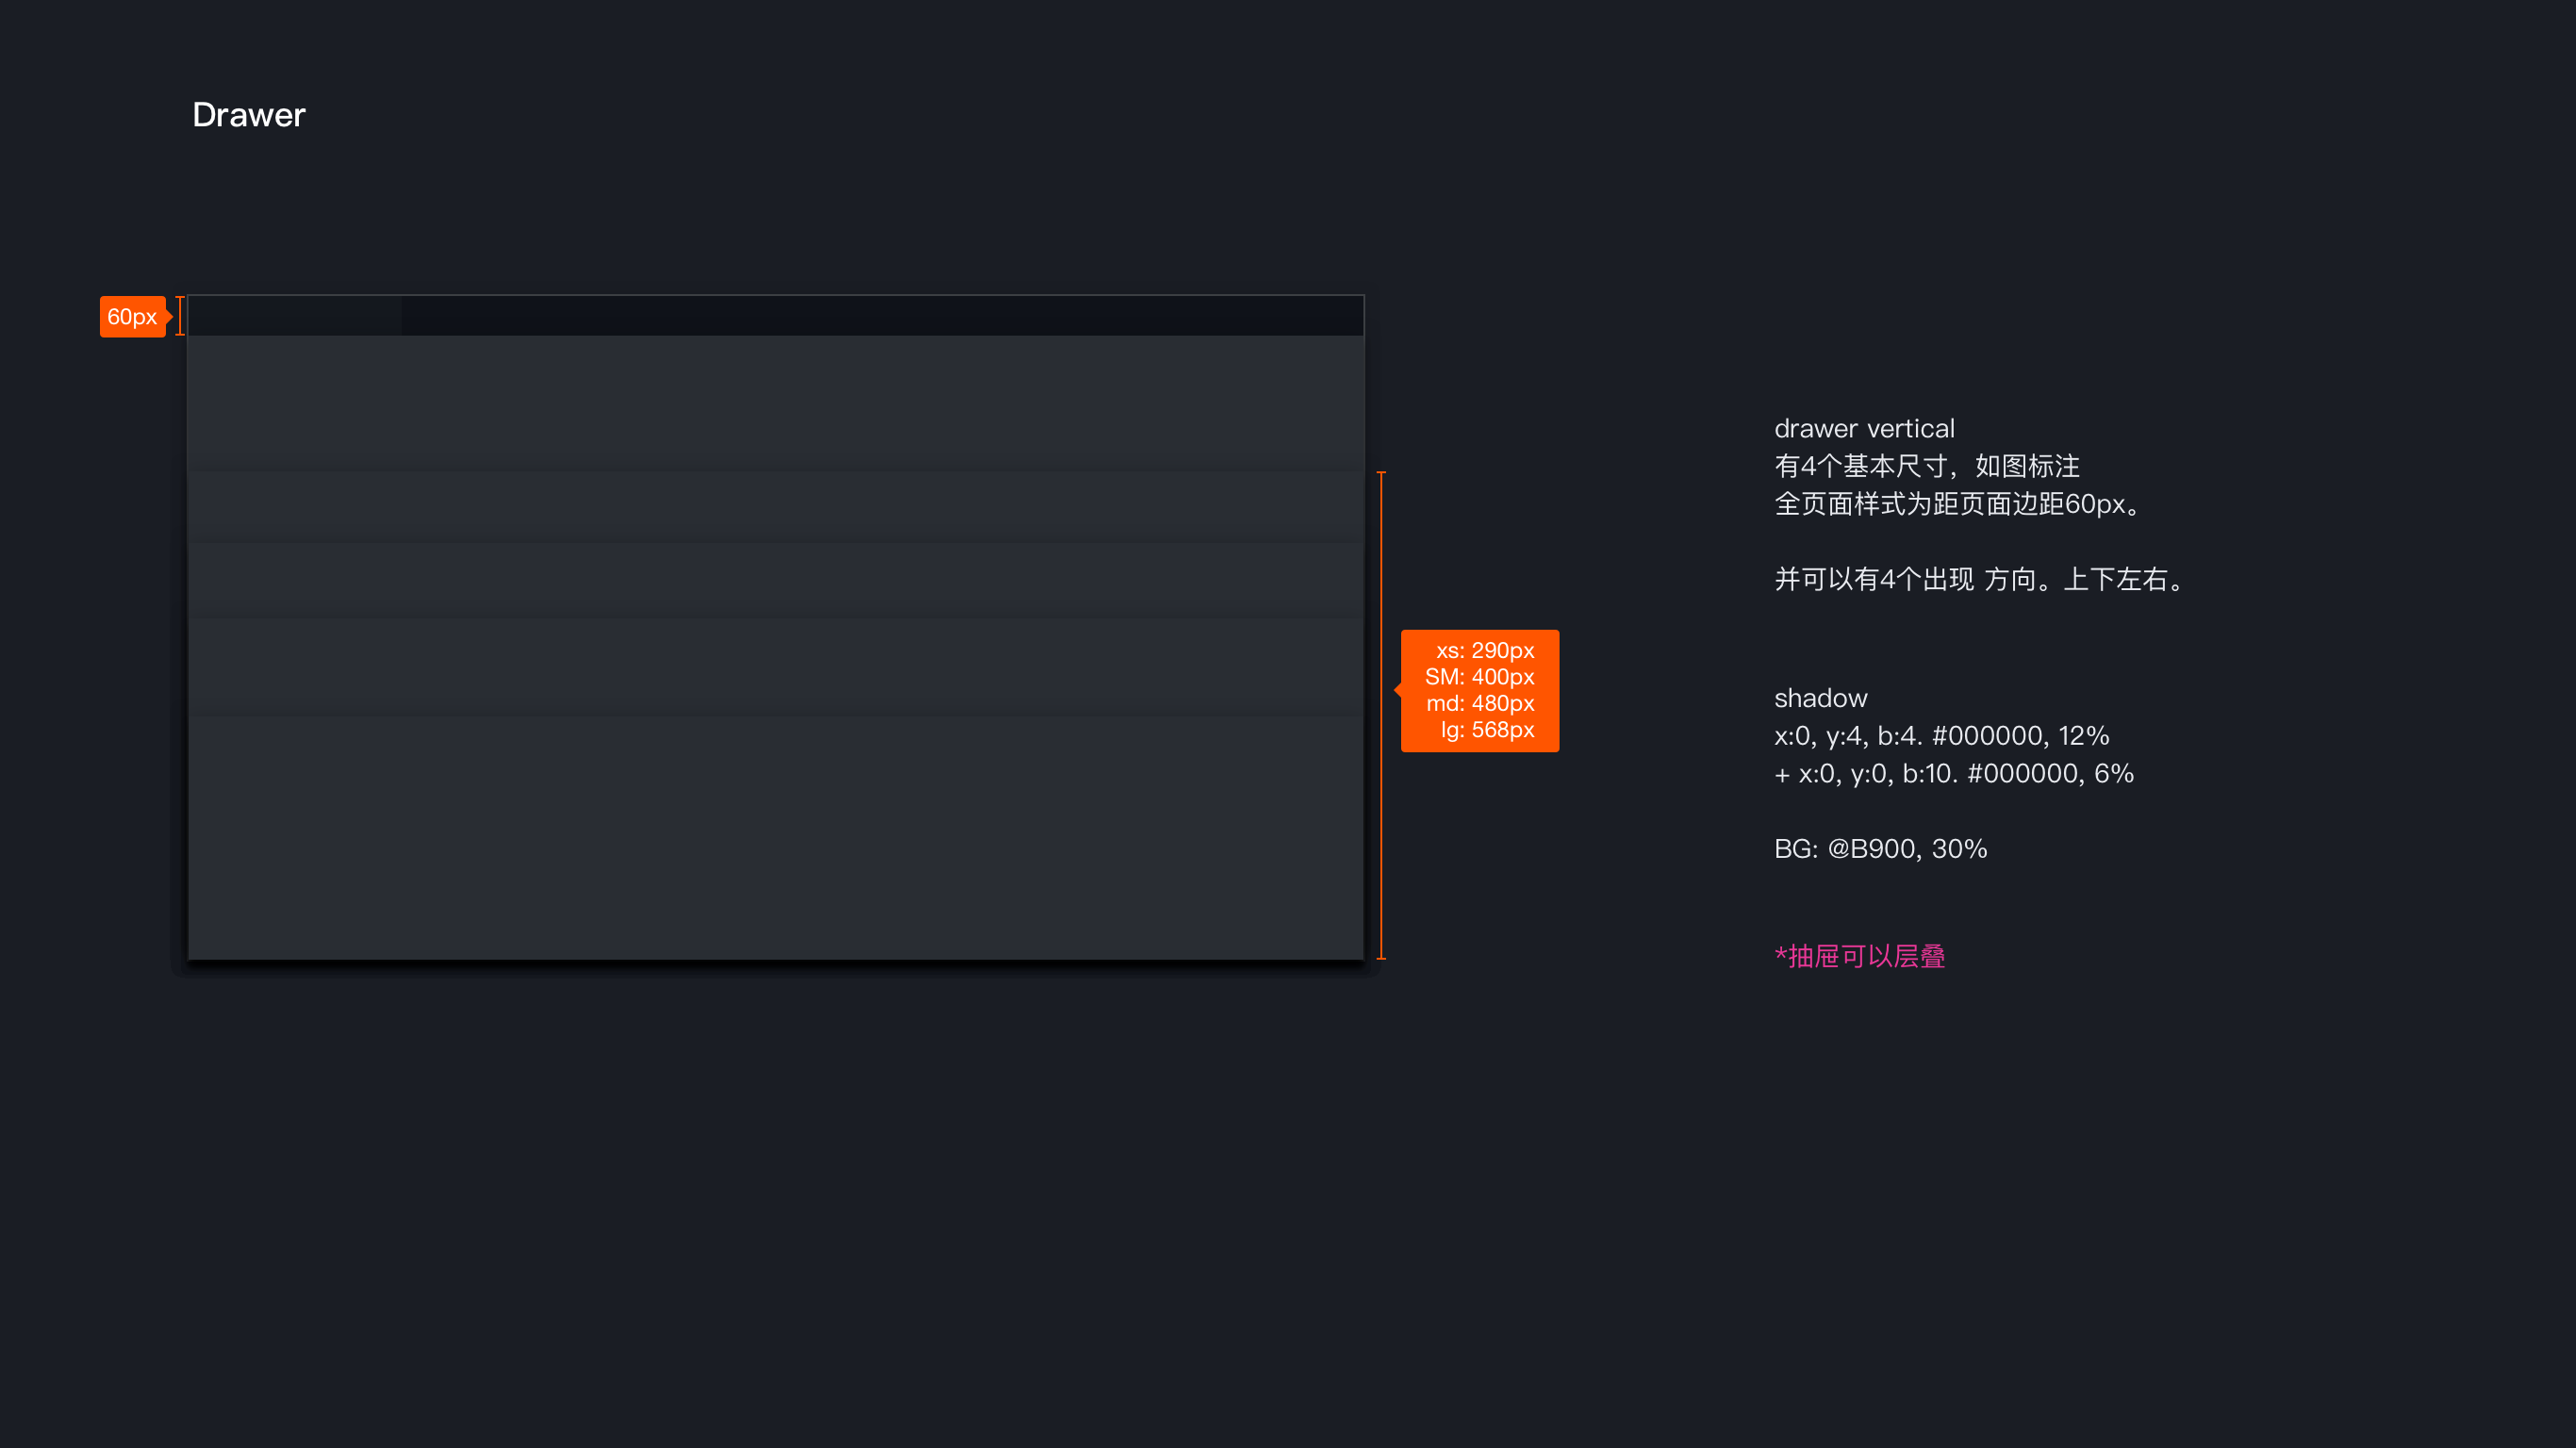 Drawer
60px
xs: 290px
SM: 400px
md: 480px
lg: 568px
drawer vertical
有4个基本尺寸，如图标注
全页面样式为距页面边距60px。
并可以有4个出现 方向。上下左右。
shadow
x:0, y:4, b:4. #000000, 12%
+ x:0, y:0, b:10. #000000, 6%
BG: @B900, 30%
*抽屉可以层叠